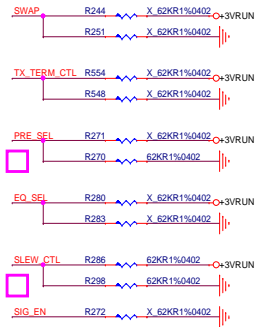 SWAP R244 X_62KR1%0402 +3VRUN
R251 X_62KR1%0402
TX_TERM_CTL R554 X_62KR1%0402 +3VRUN
R548 X_62KR1%0402
PRE_SEL R271 X_62KR1%0402 +3VRUN
R270 62KR1%0402
EQ_SEL R280 X_62KR1%0402 +3VRUN
R283 X_62KR1%0402
SLEW_CTL R286 62KR1%0402 +3VRUN
R298 62KR1%0402
SIG_EN R272 X_62KR1%0402